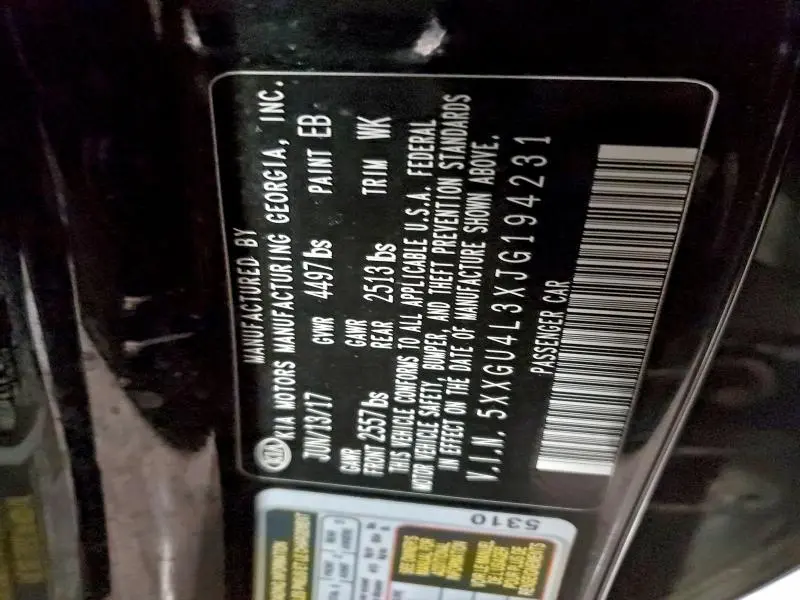 MANUFACTURED BY
KIA KIA MOTORS MANUFACTURING GEORGIA, INC.
JUN/13/17 GVWR 4497lbs PAINT EB
GAWR FRONT 2557lbs GAWR REAR 2513lbs TRIM WK
THIS VEHICLE CONFORMS TO ALL APPLICABLE U.S.A. FEDERAL
MOTOR VEHICLE SAFETY, BUMPER, AND THEFT PREVENTION STANDARDS
IN EFFECT ON THE DATE OF MANUFACTURE SHOWN ABOVE.
V.I.N. 5XXGU4L3XJG194231
PASSENGER CAR
5310